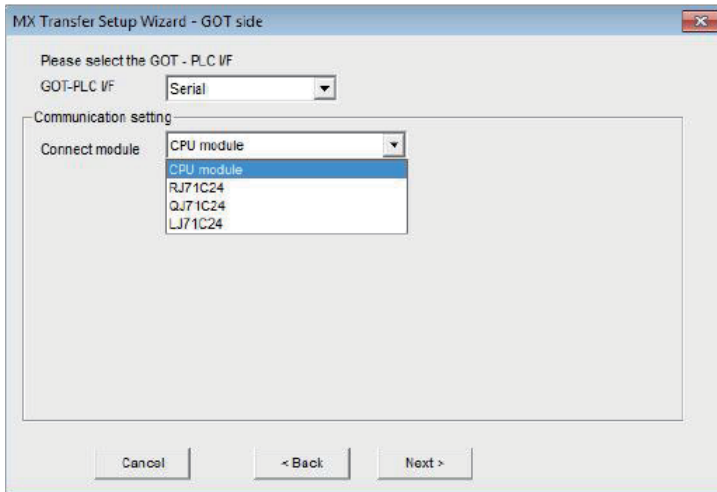 MX Transfer Setup Wizard - GOT side
Please select the GOT - PLC I/F
GOT-PLC I/F
Serial
Communication setting
Connect module
CPU module
CPU module
RJ71C24
QJ71C24
LJ71C24
Cancel
< Back
Next >